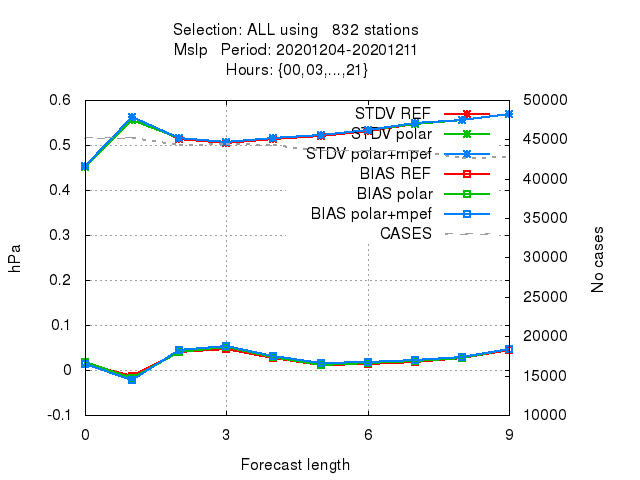 Selection: ALL using   832 stations
Mslp   Period: 20201204-20201211
Hours: {00,03,...,21}
0.6
0.5
0.4
0.3
0.2
0.1
0
-0.1
hPa
50000
45000
40000
35000
30000
25000
20000
15000
10000
No cases
STDV REF
STDV polar
STDV polar+mpef
BIAS REF
BIAS polar
BIAS polar+mpef
CASES
0
3
6
9
Forecast length